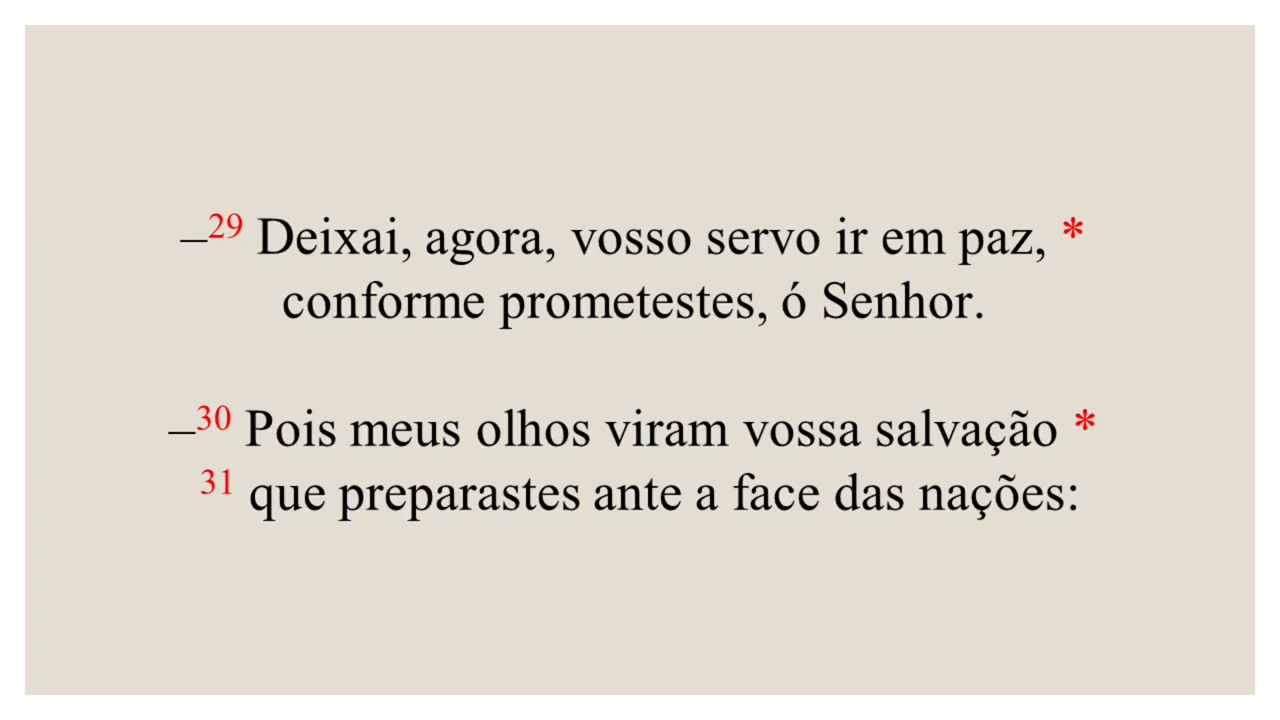 –29 Deixai, agora, vosso servo ir em paz, *
conforme prometestes, ó Senhor.
–30 Pois meus olhos viram vossa salvação *
31 que preparastes ante a face das nações: